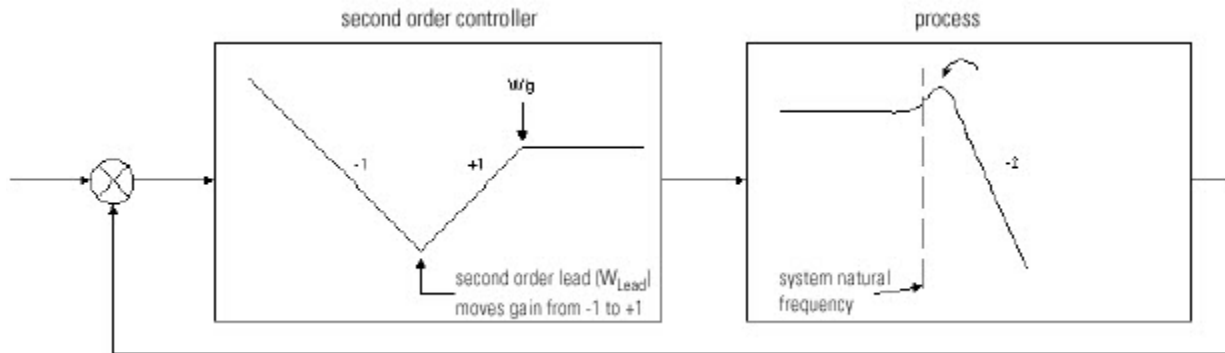 second order controller
process
Wg
-1
+1
-2
second order lead (W_Lead)
moves gain from -1 to +1
system natural
frequency